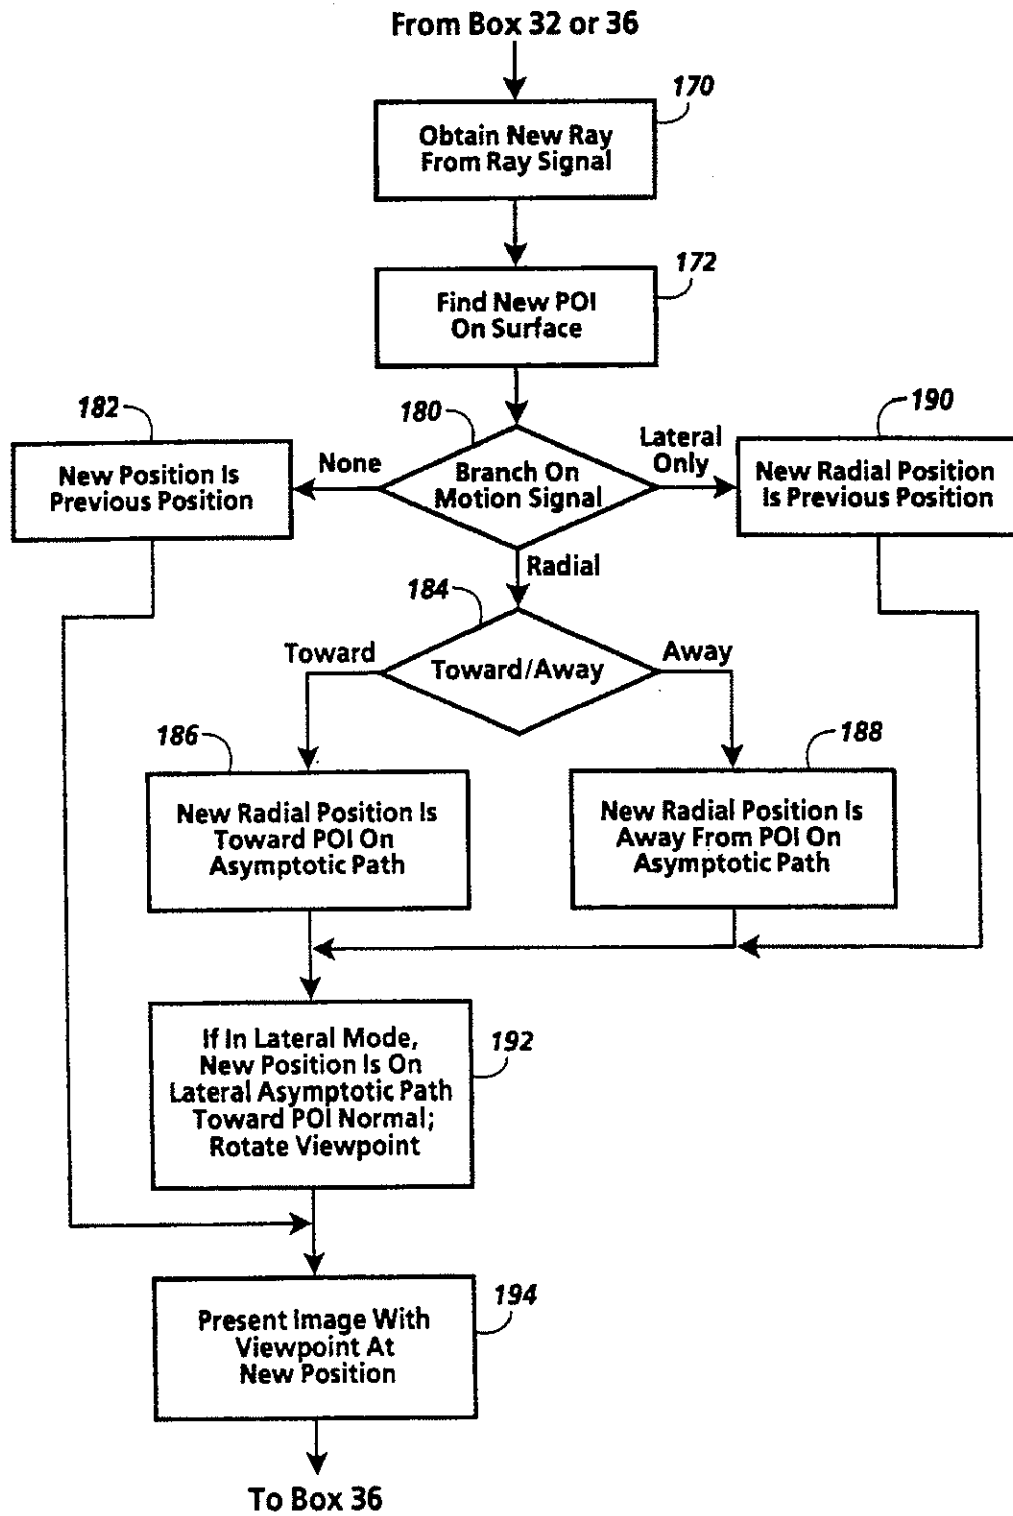 From Box 32 or 36
170
Obtain New Ray
From Ray Signal
172
Find New POI
On Surface
182
180
190
None
Branch On
Motion Signal
Lateral
Only
New Position Is
Previous Position
New Radial Position
Is Previous Position
Radial
184
Toward
Toward/Away
Away
186
188
New Radial Position Is
Toward POI On
Asymptotic Path
New Radial Position Is
Away From POI On
Asymptotic Path
If In Lateral Mode,
New Position Is On
Lateral Asymptotic Path
Toward POI Normal;
Rotate Viewpoint
192
Present Image With
Viewpoint At
New Position
194
To Box 36